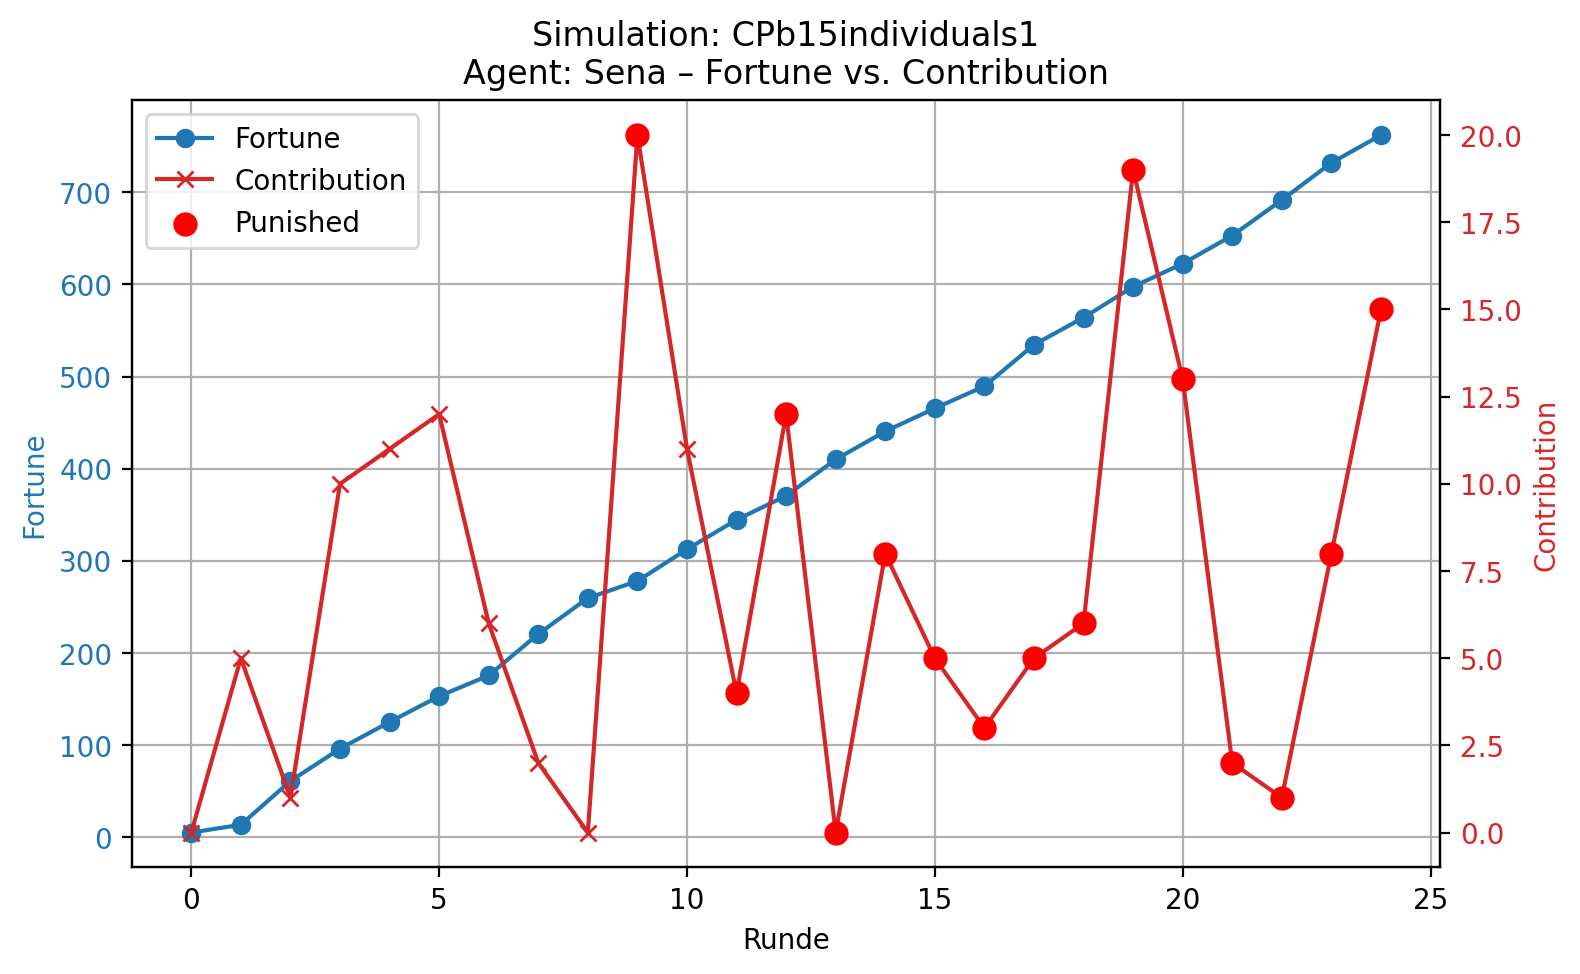 Simulation: CPb15individuals1
Agent: Sena – Fortune vs. Contribution
Fortune
Contribution
Punished
700
600
500
400
300
200
100
0
Fortune
20.0
17.5
15.0
12.5
10.0
7.5
5.0
2.5
0.0
Contribution
0 5 10 15 20 25
Runde